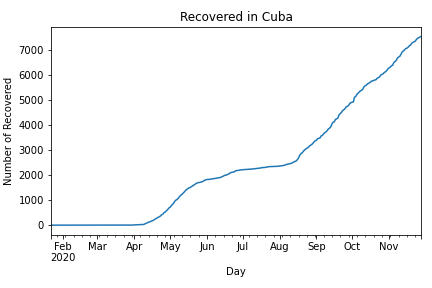 Recovered in Cuba
Number of Recovered
7000
6000
5000
4000
3000
2000
1000
0
Feb Mar Apr May Jun Jul Aug Sep Oct Nov
2020
Day